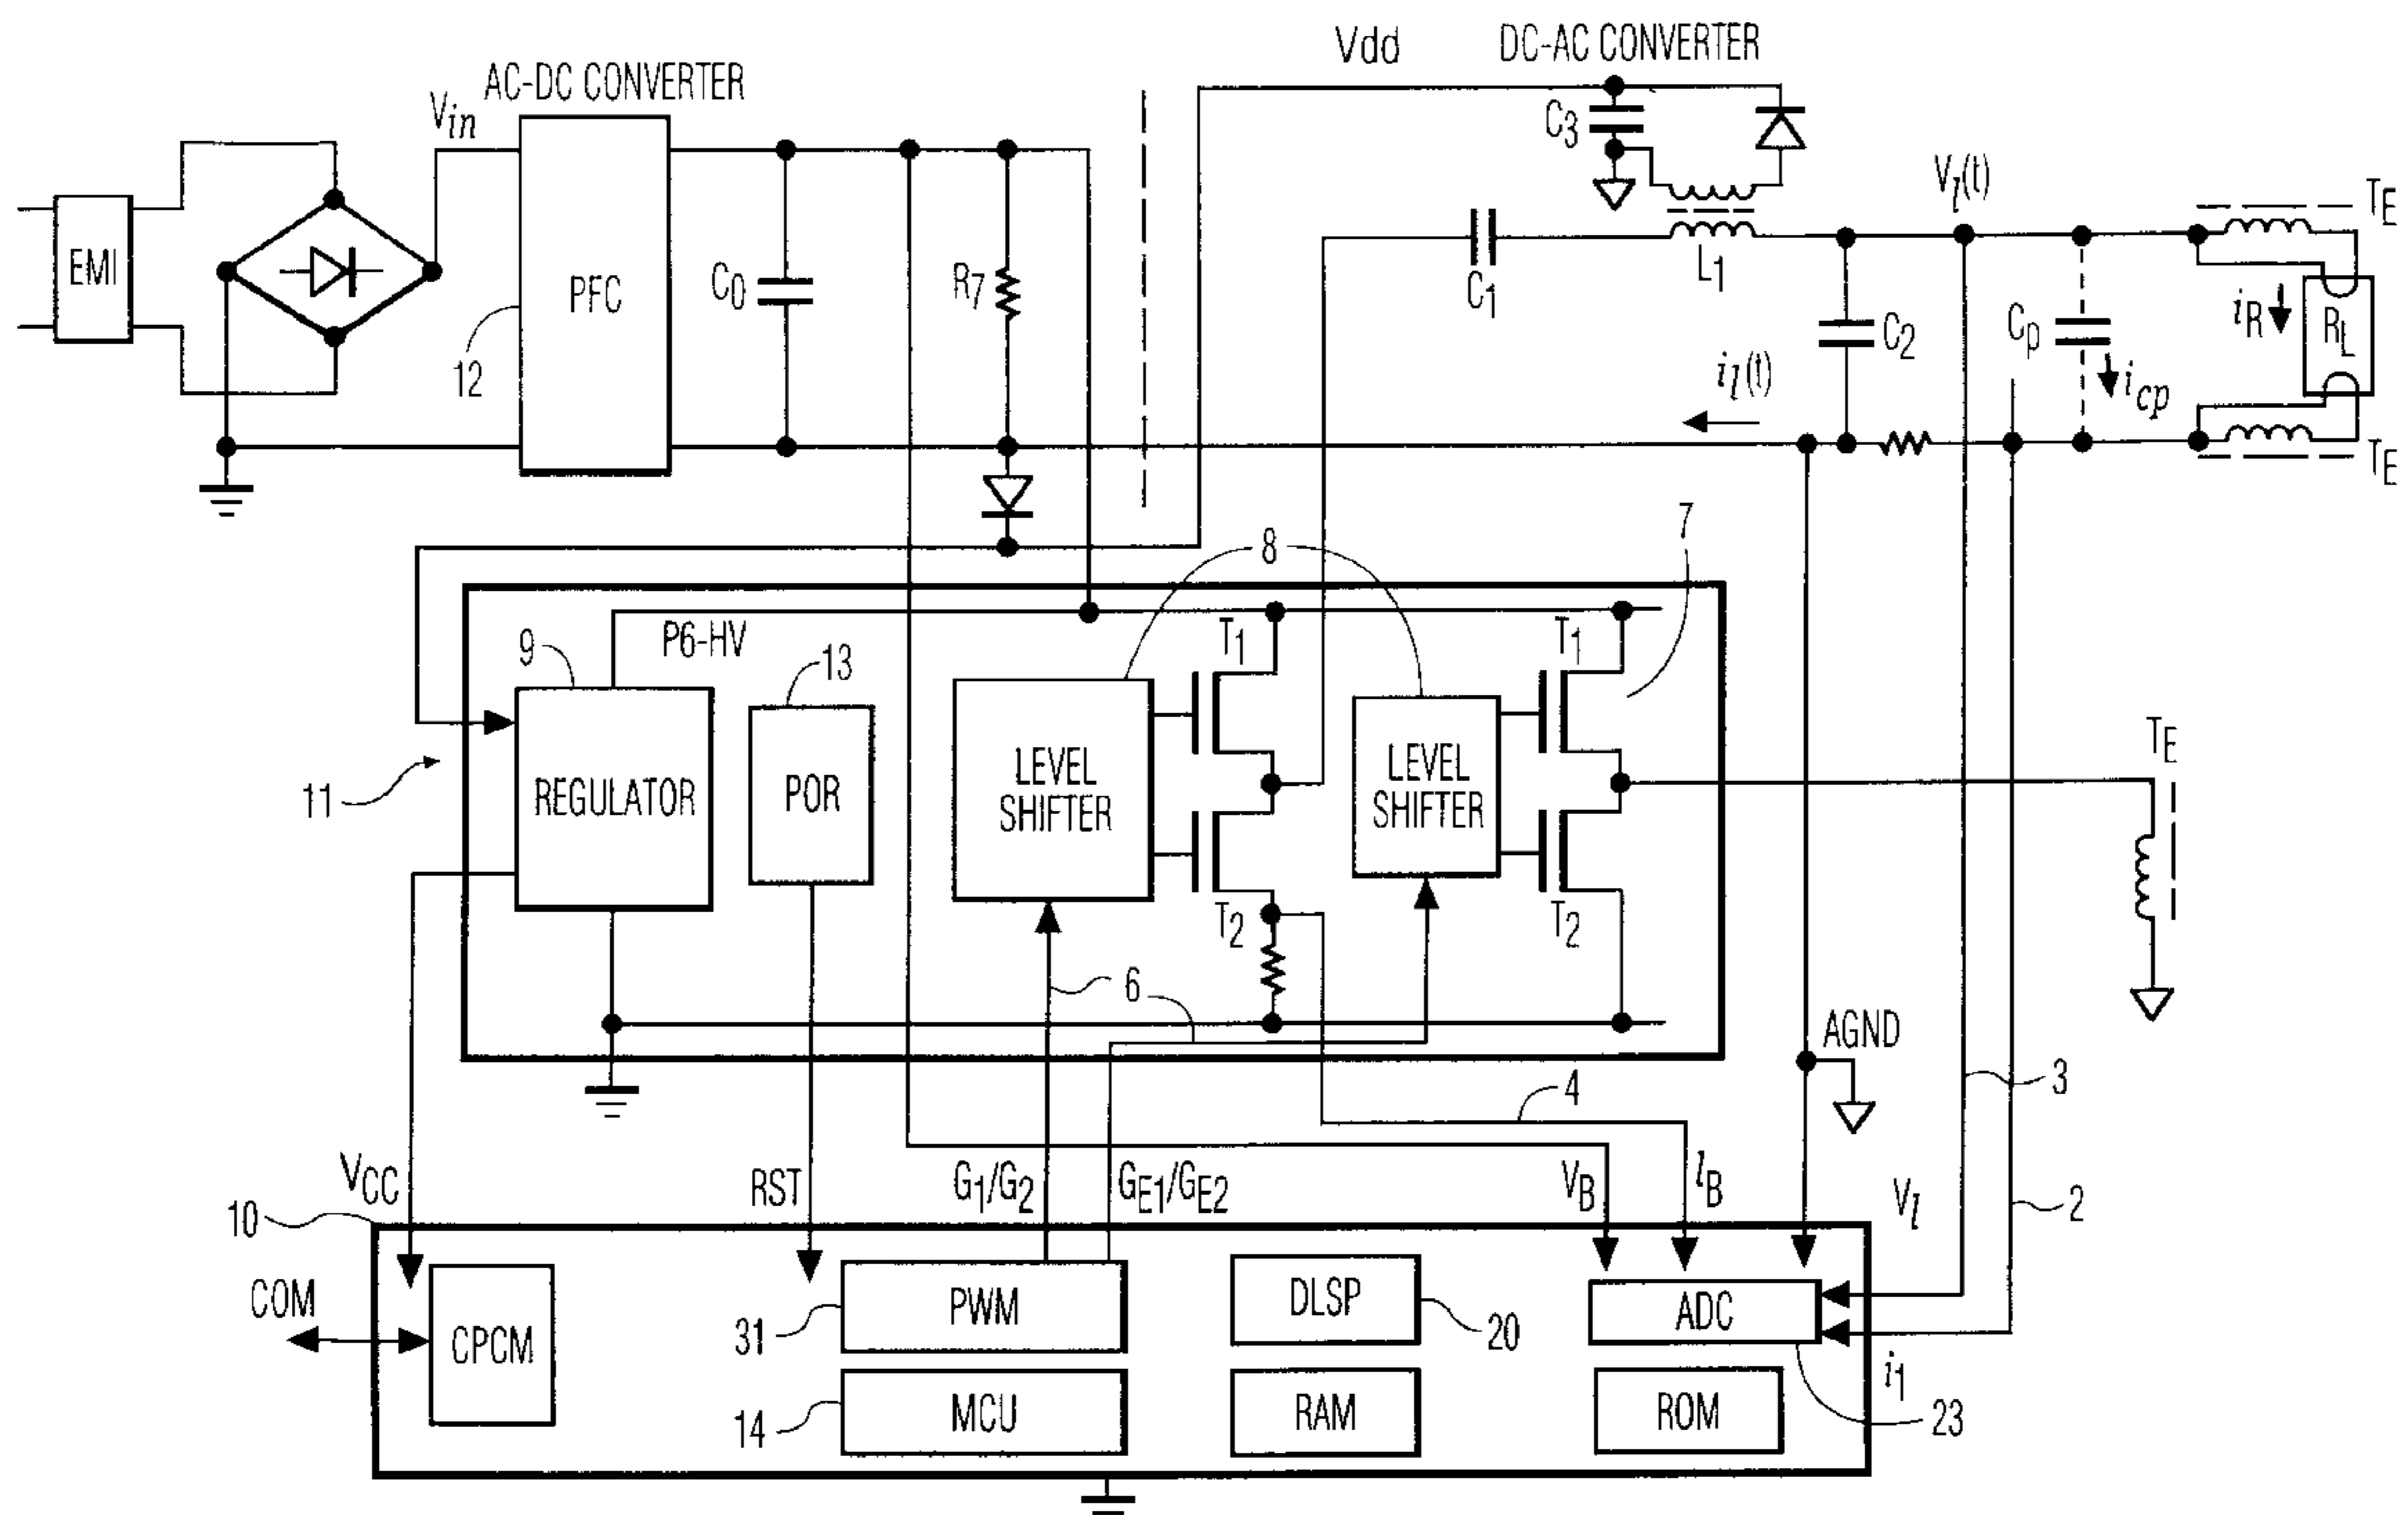 Vdd
DC-AC CONVERTER
AC-DC CONVERTER
Vin
C3
Vl(t)
TE
EMI
PFC
C0
R7
C1
L1
C2
Cp
iR
RL
12
il(t)
icp
TE
7
8
P6-HV
T1
T1
9
13
TE
LEVEL
SHIFTER
LEVEL
SHIFTER
REGULATOR
POR
11
T2
T2
6
AGND
4
3
VCC
RST
G1/G2
GE1/GE2
VB
IB
Vl
2
10
COM
CPCM
PWM
31
DLSP
20
ADC
i1
MCU
14
RAM
ROM
23